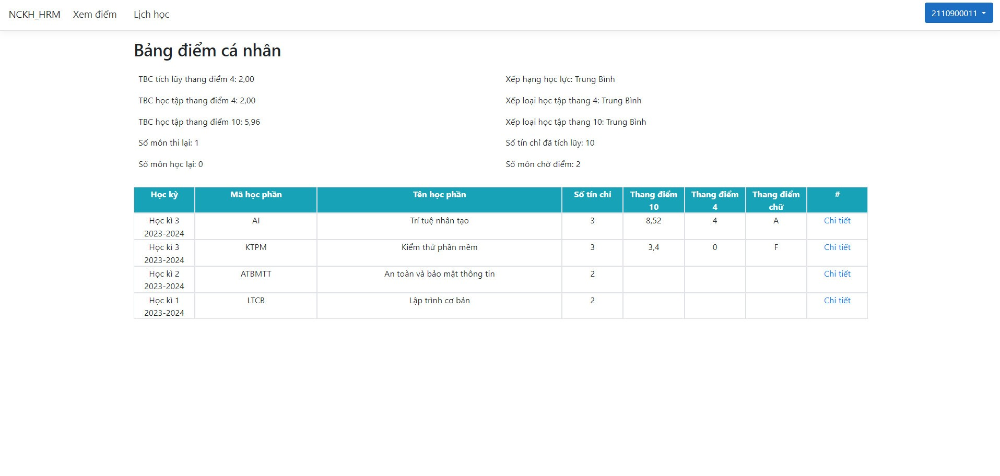 NCKH_HRM Xem điểm Lịch học 2110900011
Bảng điểm cá nhân
TBC tích lũy thang điểm 4: 2,00 Xếp hạng học lực: Trung Bình
TBC học tập thang điểm 4: 2,00 Xếp loại học tập thang 4: Trung Bình
TBC học tập thang điểm 10: 5,96 Xếp loại học tập thang 10: Trung Bình
Số môn thi lại: 1 Số tín chỉ đã tích lũy: 10
Số môn học lại: 0 Số môn chờ điểm: 2
Học kỳ Mã học phần Tên học phần Số tín chỉ Thang điểm 10 Thang điểm 4 Thang điểm chữ #
Học kì 3 2023-2024 AI Trí tuệ nhân tạo 3 8,52 4 A Chi tiết
Học kì 3 2023-2024 KTPM Kiểm thử phần mềm 3 3,4 0 F Chi tiết
Học kì 2 2023-2024 ATBMTT An toàn và bảo mật thông tin 2 Chi tiết
Học kì 1 2023-2024 LTCB Lập trình cơ bản 2 Chi tiết